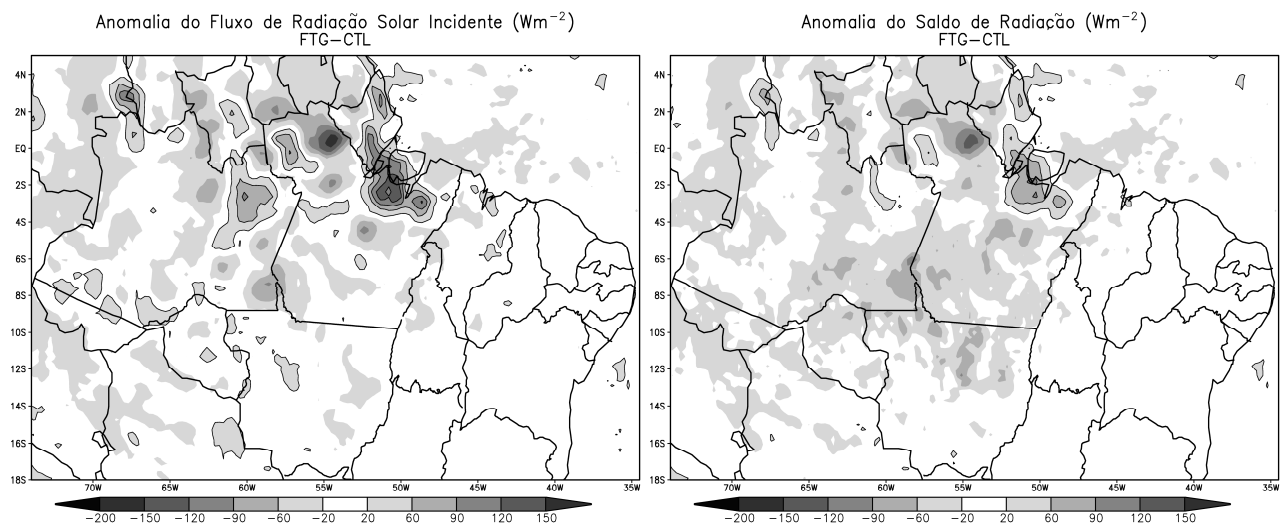 Anomalia do Fluxo de Radiação Solar Incidente (Wm−2)
FTG−CTL
4N
2N
EQ
2S
4S
6S
8S
10S
12S
14S
16S
18S
70W 65W 60W 55W 50W 45W 40W 35W
−200 −150 −120 −90 −60 −20 20 60 90 120 150
Anomalia do Saldo de Radiação (Wm−2)
FTG−CTL
4N
2N
EQ
2S
4S
6S
8S
10S
12S
14S
16S
18S
70W 65W 60W 55W 50W 45W 40W 35W
−200 −150 −120 −90 −60 −20 20 60 90 120 150